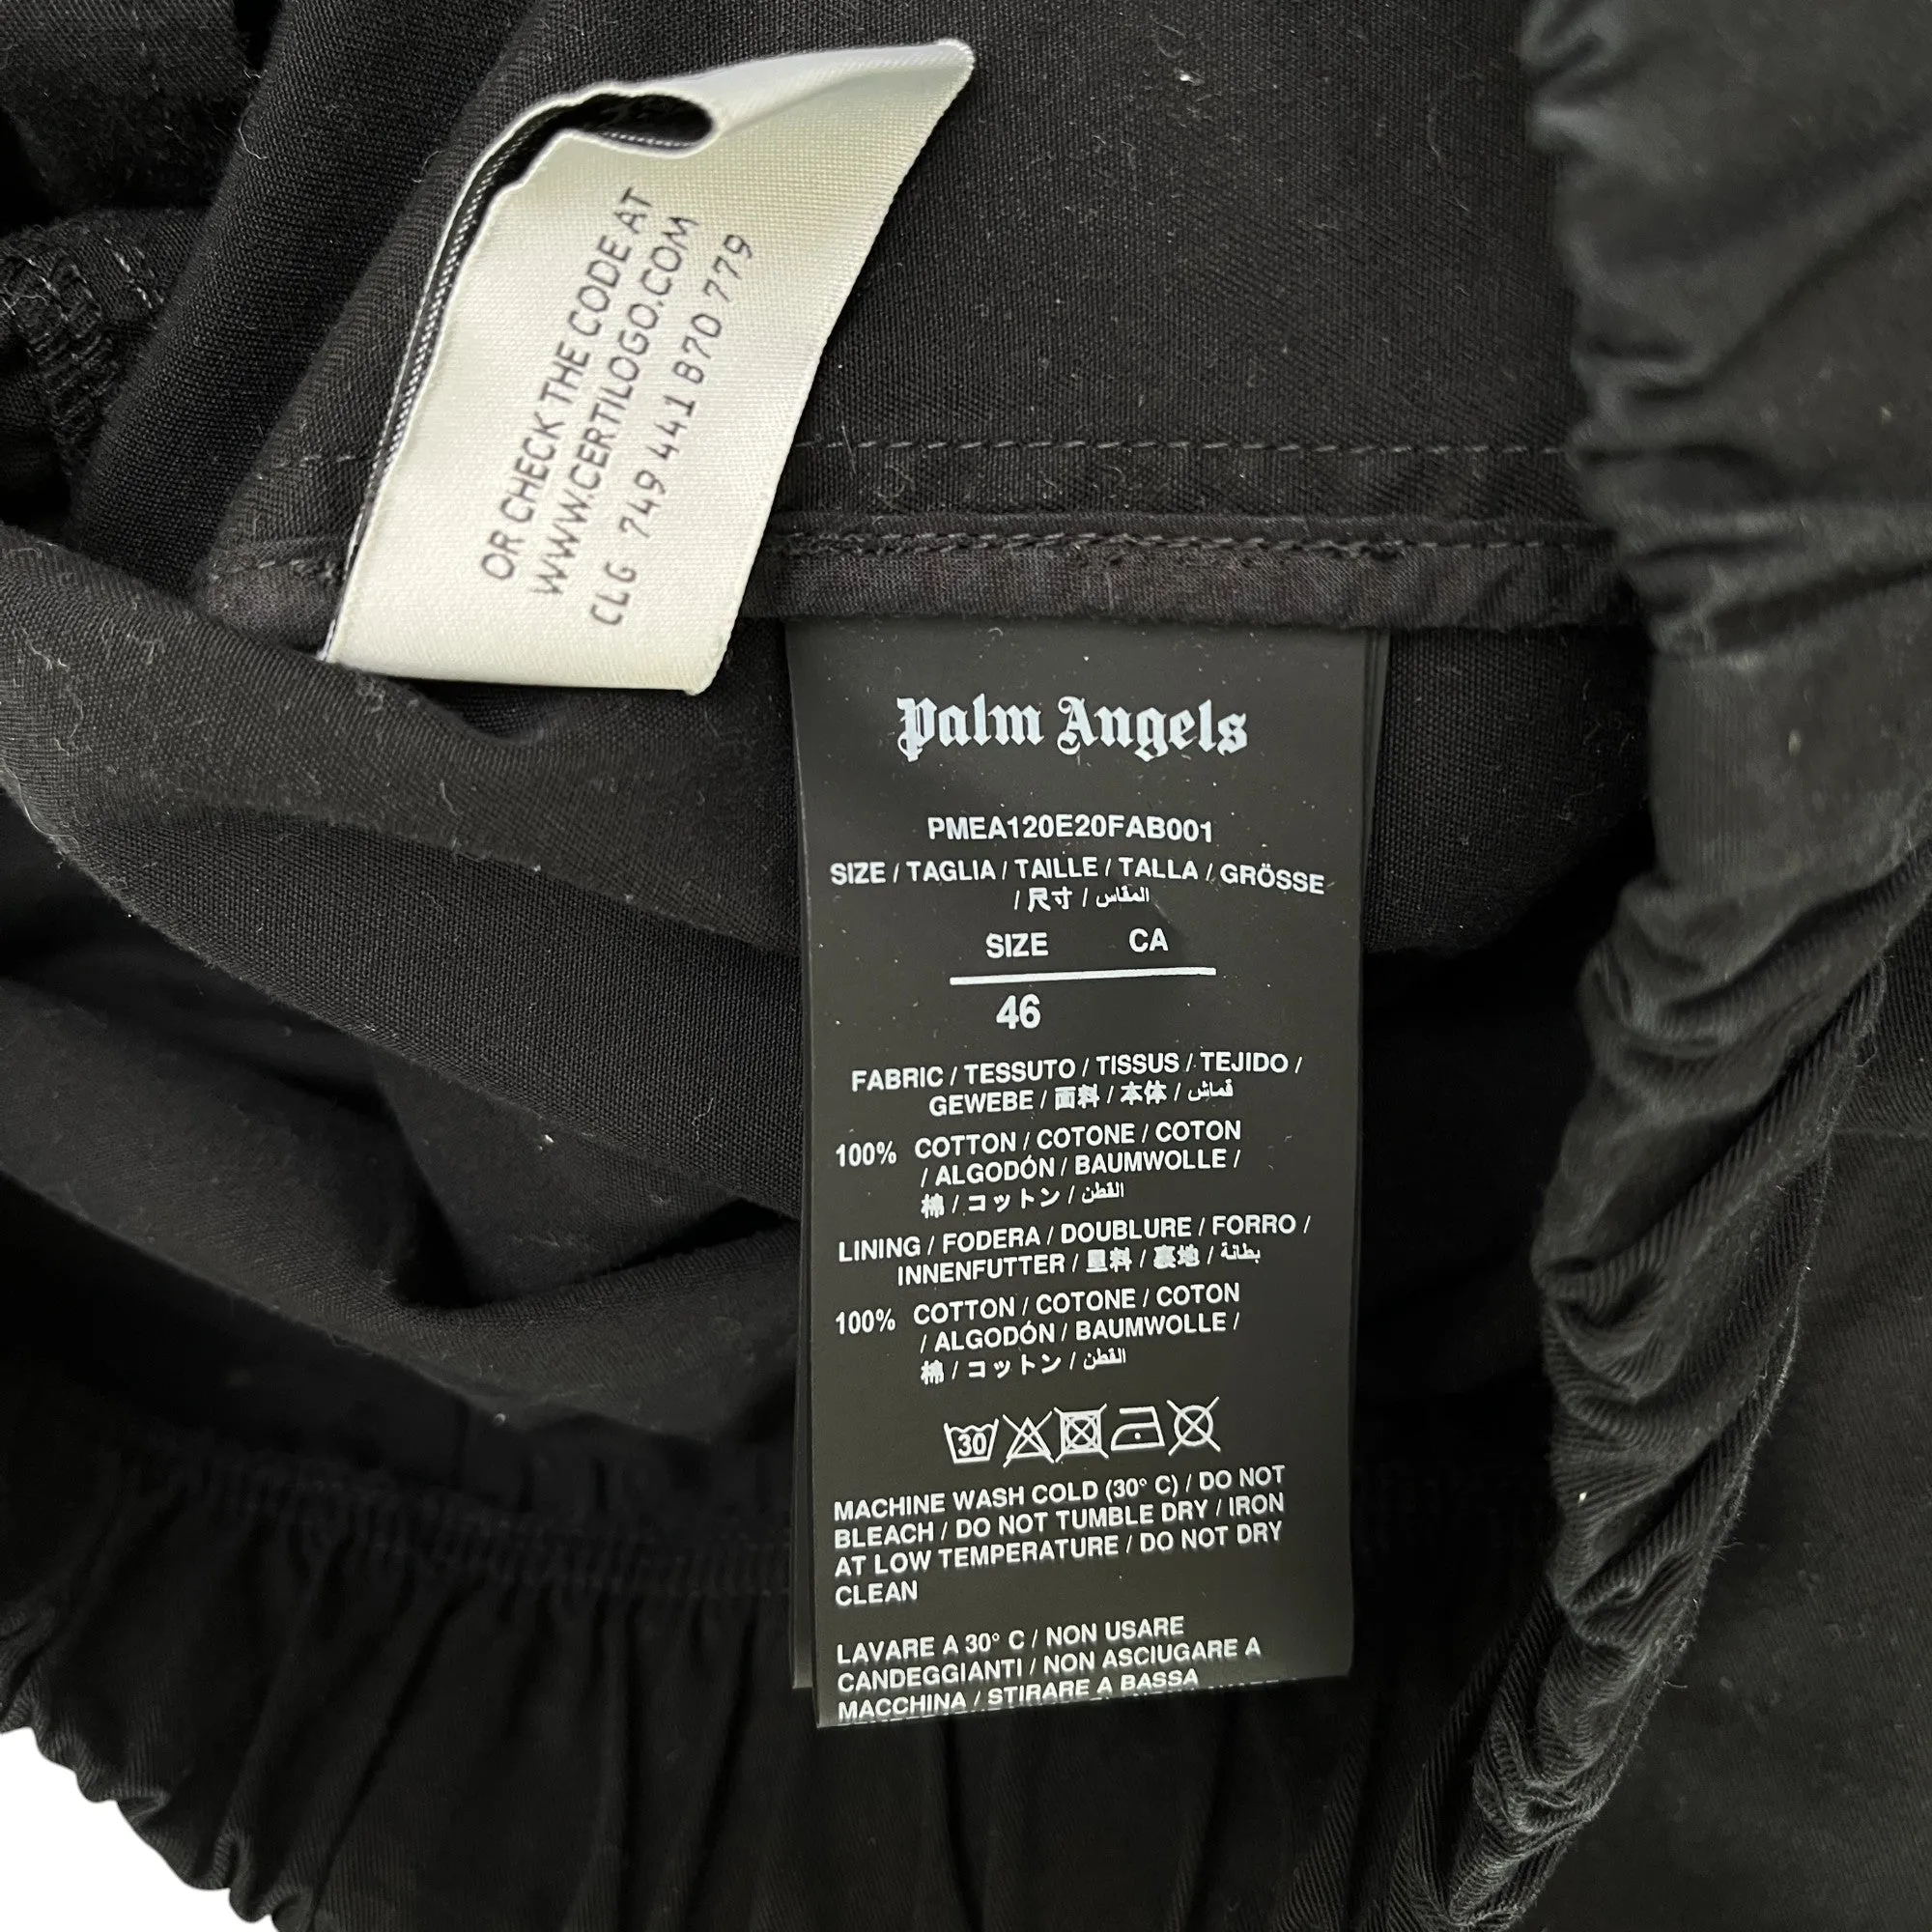 OR CHECK THE CODE AT
WWW.CERTILOGO.COM
CLG 749 441 B70 779
Palm Angels
PMEA120E20FAB001
SIZE / TAGLIA / TAILLE / TALLA / GRÖSSE
/ 尺寸 / المقاس
SIZE CA
46
FABRIC / TESSUTO / TISSUS / TEJIDO /
GEWEBE / 面料 / 本体 / قماش
100% COTTON / COTONE / COTON
/ ALGODÓN / BAUMWOLLE /
棉 / コットン / القطن
LINING / FODERA / DOUBLURE / FORRO /
INNENFUTTER / 里料 / 裏地 / بطانة
100% COTTON / COTONE / COTON
/ ALGODÓN / BAUMWOLLE /
棉 / コットン / القطن
30
MACHINE WASH COLD (30° C) / DO NOT
BLEACH / DO NOT TUMBLE DRY / IRON
AT LOW TEMPERATURE / DO NOT DRY
CLEAN
LAVARE A 30° C / NON USARE
CANDEGGIANTI / NON ASCIUGARE A
MACCHINA / STIRARE A BASSA